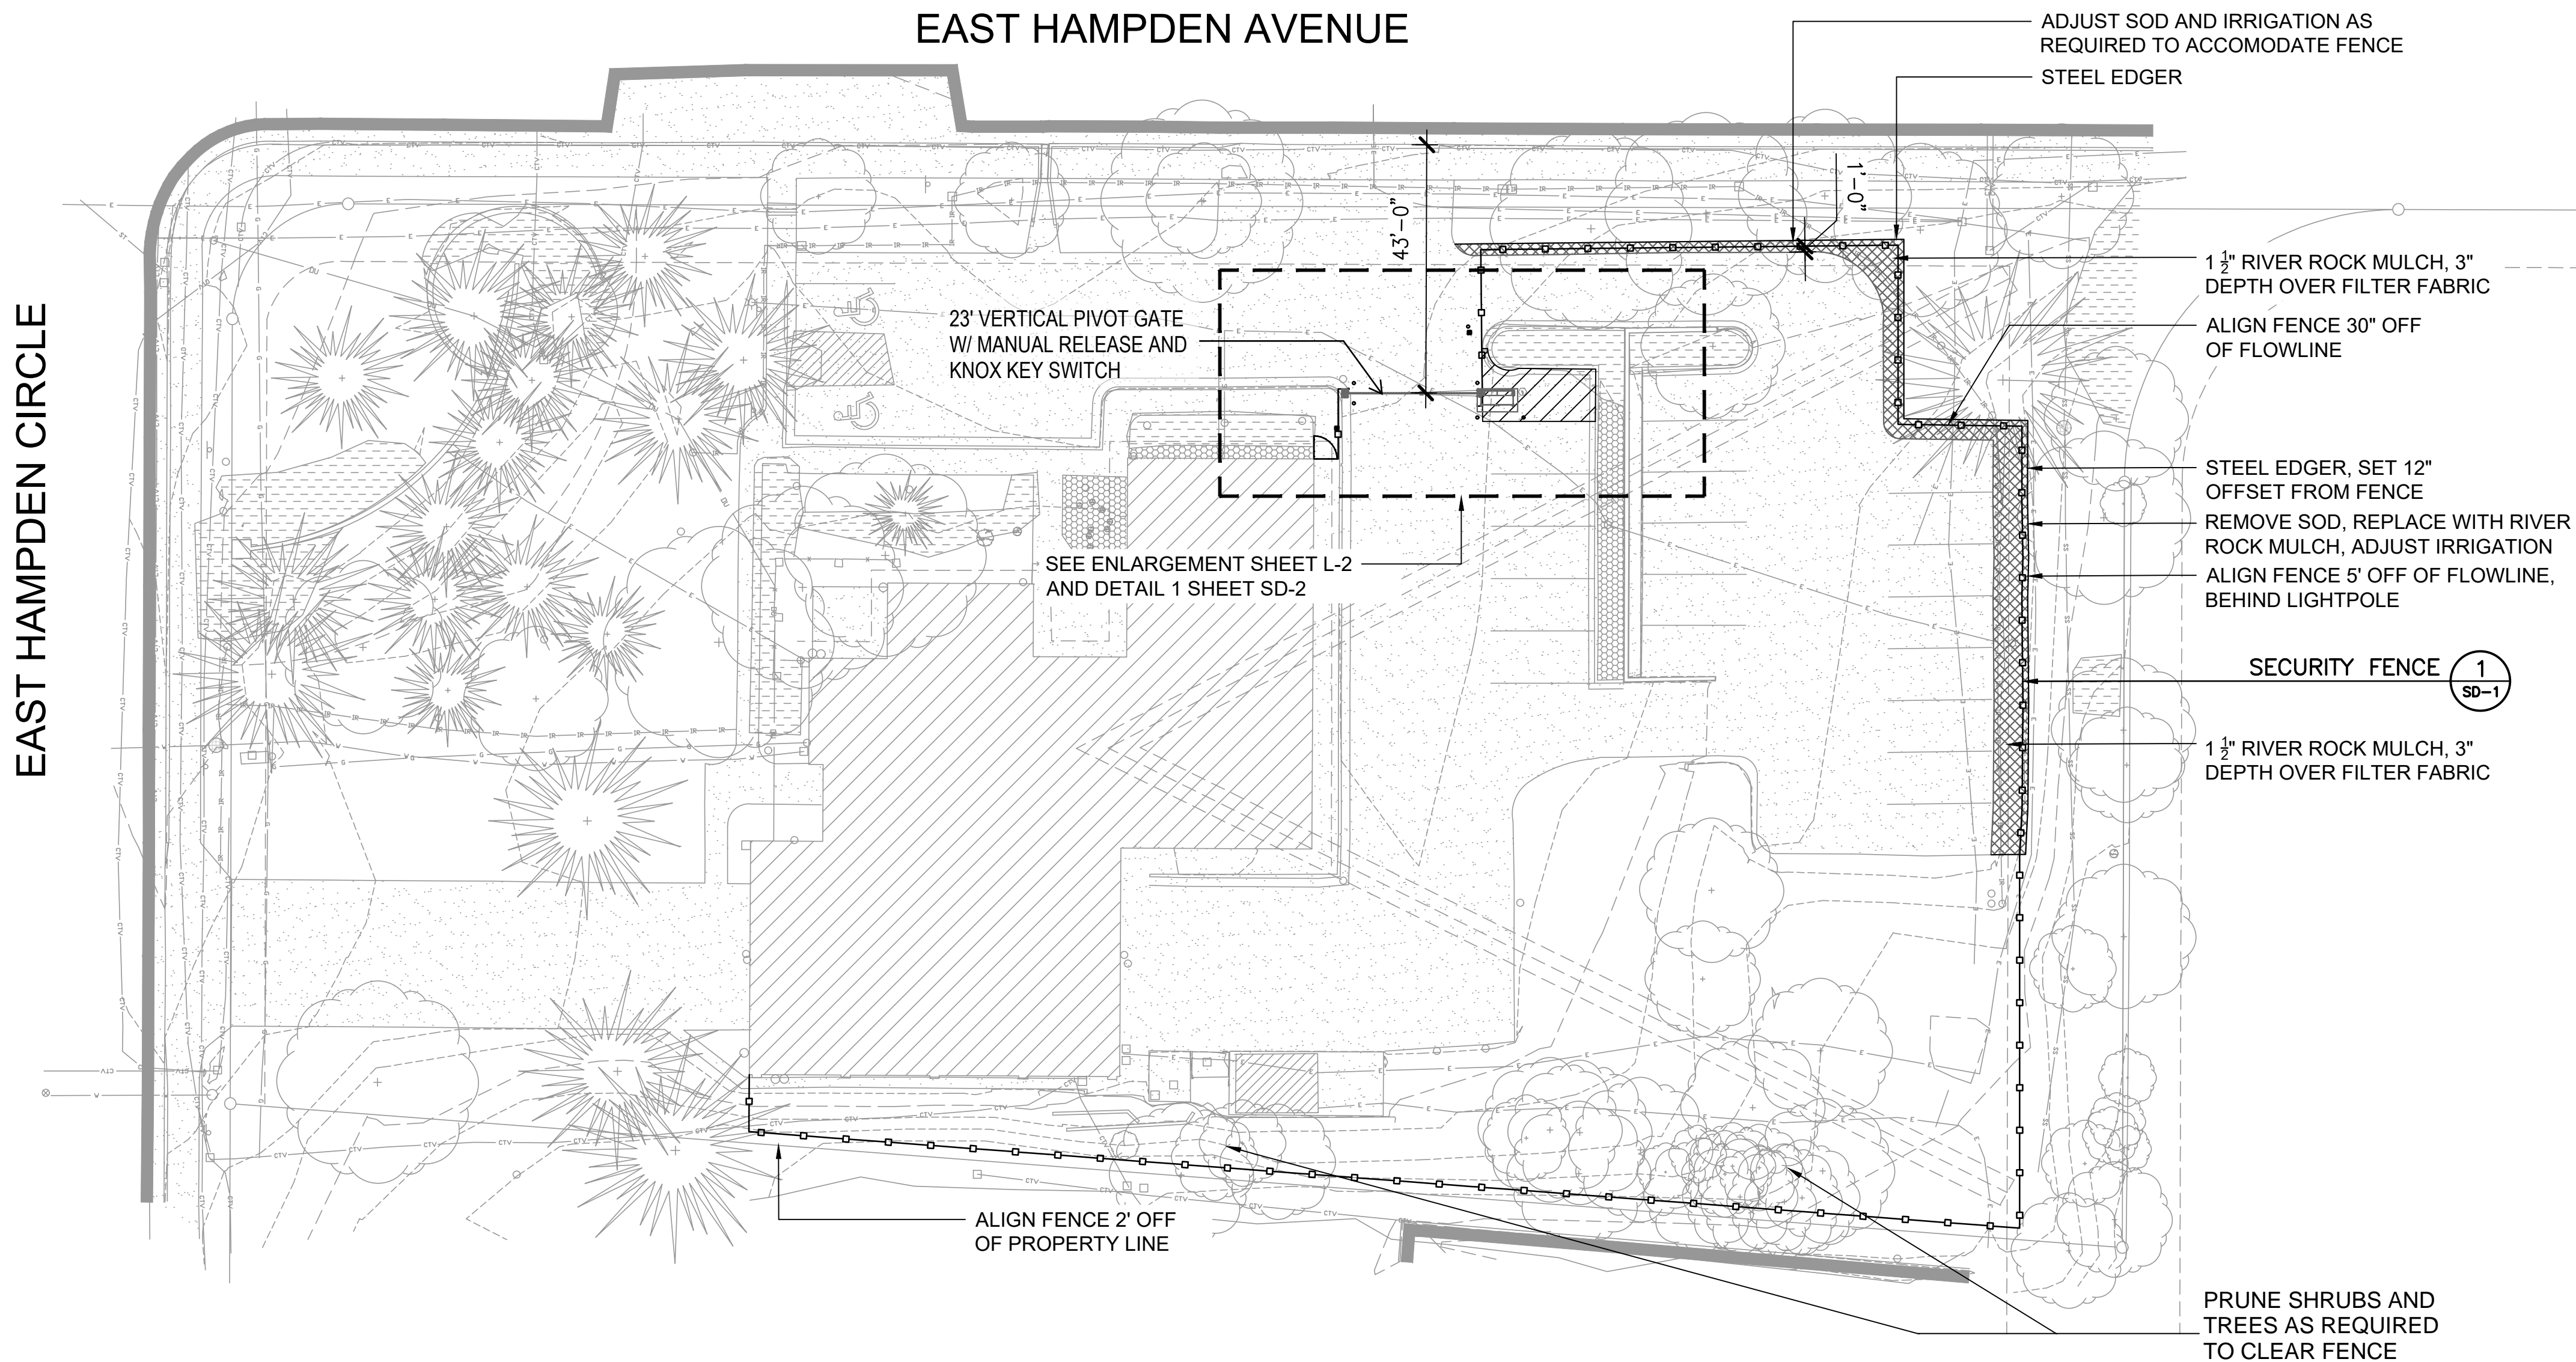 EAST HAMPDEN AVENUE
ADJUST SOD AND IRRIGATION AS
REQUIRED TO ACCOMODATE FENCE
STEEL EDGER
1'-0"
43'-0"
1 1/2" RIVER ROCK MULCH, 3"
DEPTH OVER FILTER FABRIC
ALIGN FENCE 30" OFF
OF FLOWLINE
23' VERTICAL PIVOT GATE
W/ MANUAL RELEASE AND
KNOX KEY SWITCH
EAST HAMPDEN CIRCLE
STEEL EDGER, SET 12"
OFFSET FROM FENCE
REMOVE SOD, REPLACE WITH RIVER
ROCK MULCH, ADJUST IRRIGATION
SEE ENLARGEMENT SHEET L-2
AND DETAIL 1 SHEET SD-2
ALIGN FENCE 5' OFF OF FLOWLINE,
BEHIND LIGHTPOLE
SECURITY FENCE
1
SD-1
1 1/2" RIVER ROCK MULCH, 3"
DEPTH OVER FILTER FABRIC
ALIGN FENCE 2' OFF
OF PROPERTY LINE
PRUNE SHRUBS AND
TREES AS REQUIRED
TO CLEAR FENCE